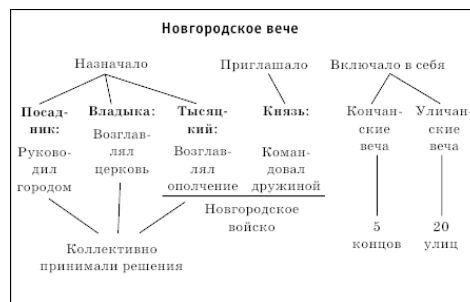 Новгородское вече
Назначало Приглашало Включало в себя
Посад- Владыка: Тысяц- Князь: Кончан- Уличан-
ник: Возглав- кий: Коман- ские ские
Руково- лял Возглав- довал веча веча
дил церковь лял дружиной
городом ополчение
Новгородское 5 20
войско концов улиц
Коллективно
принимали решения